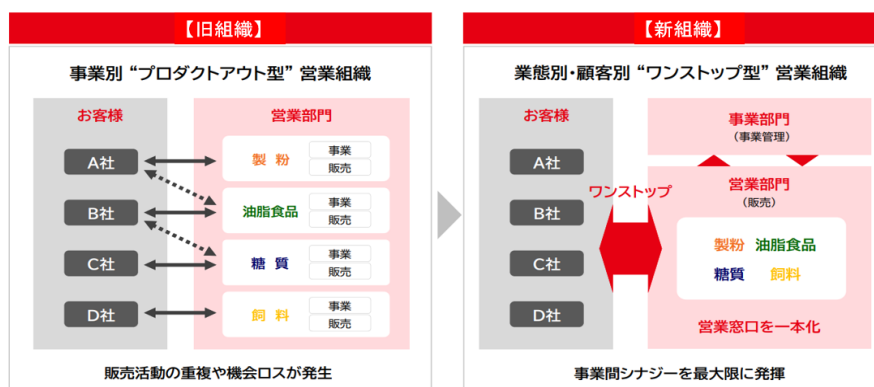 【旧組織】
事業別 “プロダクトアウト型” 営業組織
お客様
営業部門
A社
製粉
事業
販売
B社
油脂食品
事業
販売
C社
糖質
事業
販売
D社
飼料
事業
販売
販売活動の重複や機会ロスが発生
【新組織】
業態別・顧客別 “ワンストップ型” 営業組織
お客様
事業部門
（事業管理）
A社
B社
C社
D社
ワンストップ
営業部門
（販売）
製粉 油脂食品
糖質 飼料
営業窓口を一本化
事業間シナジーを最大限に発揮